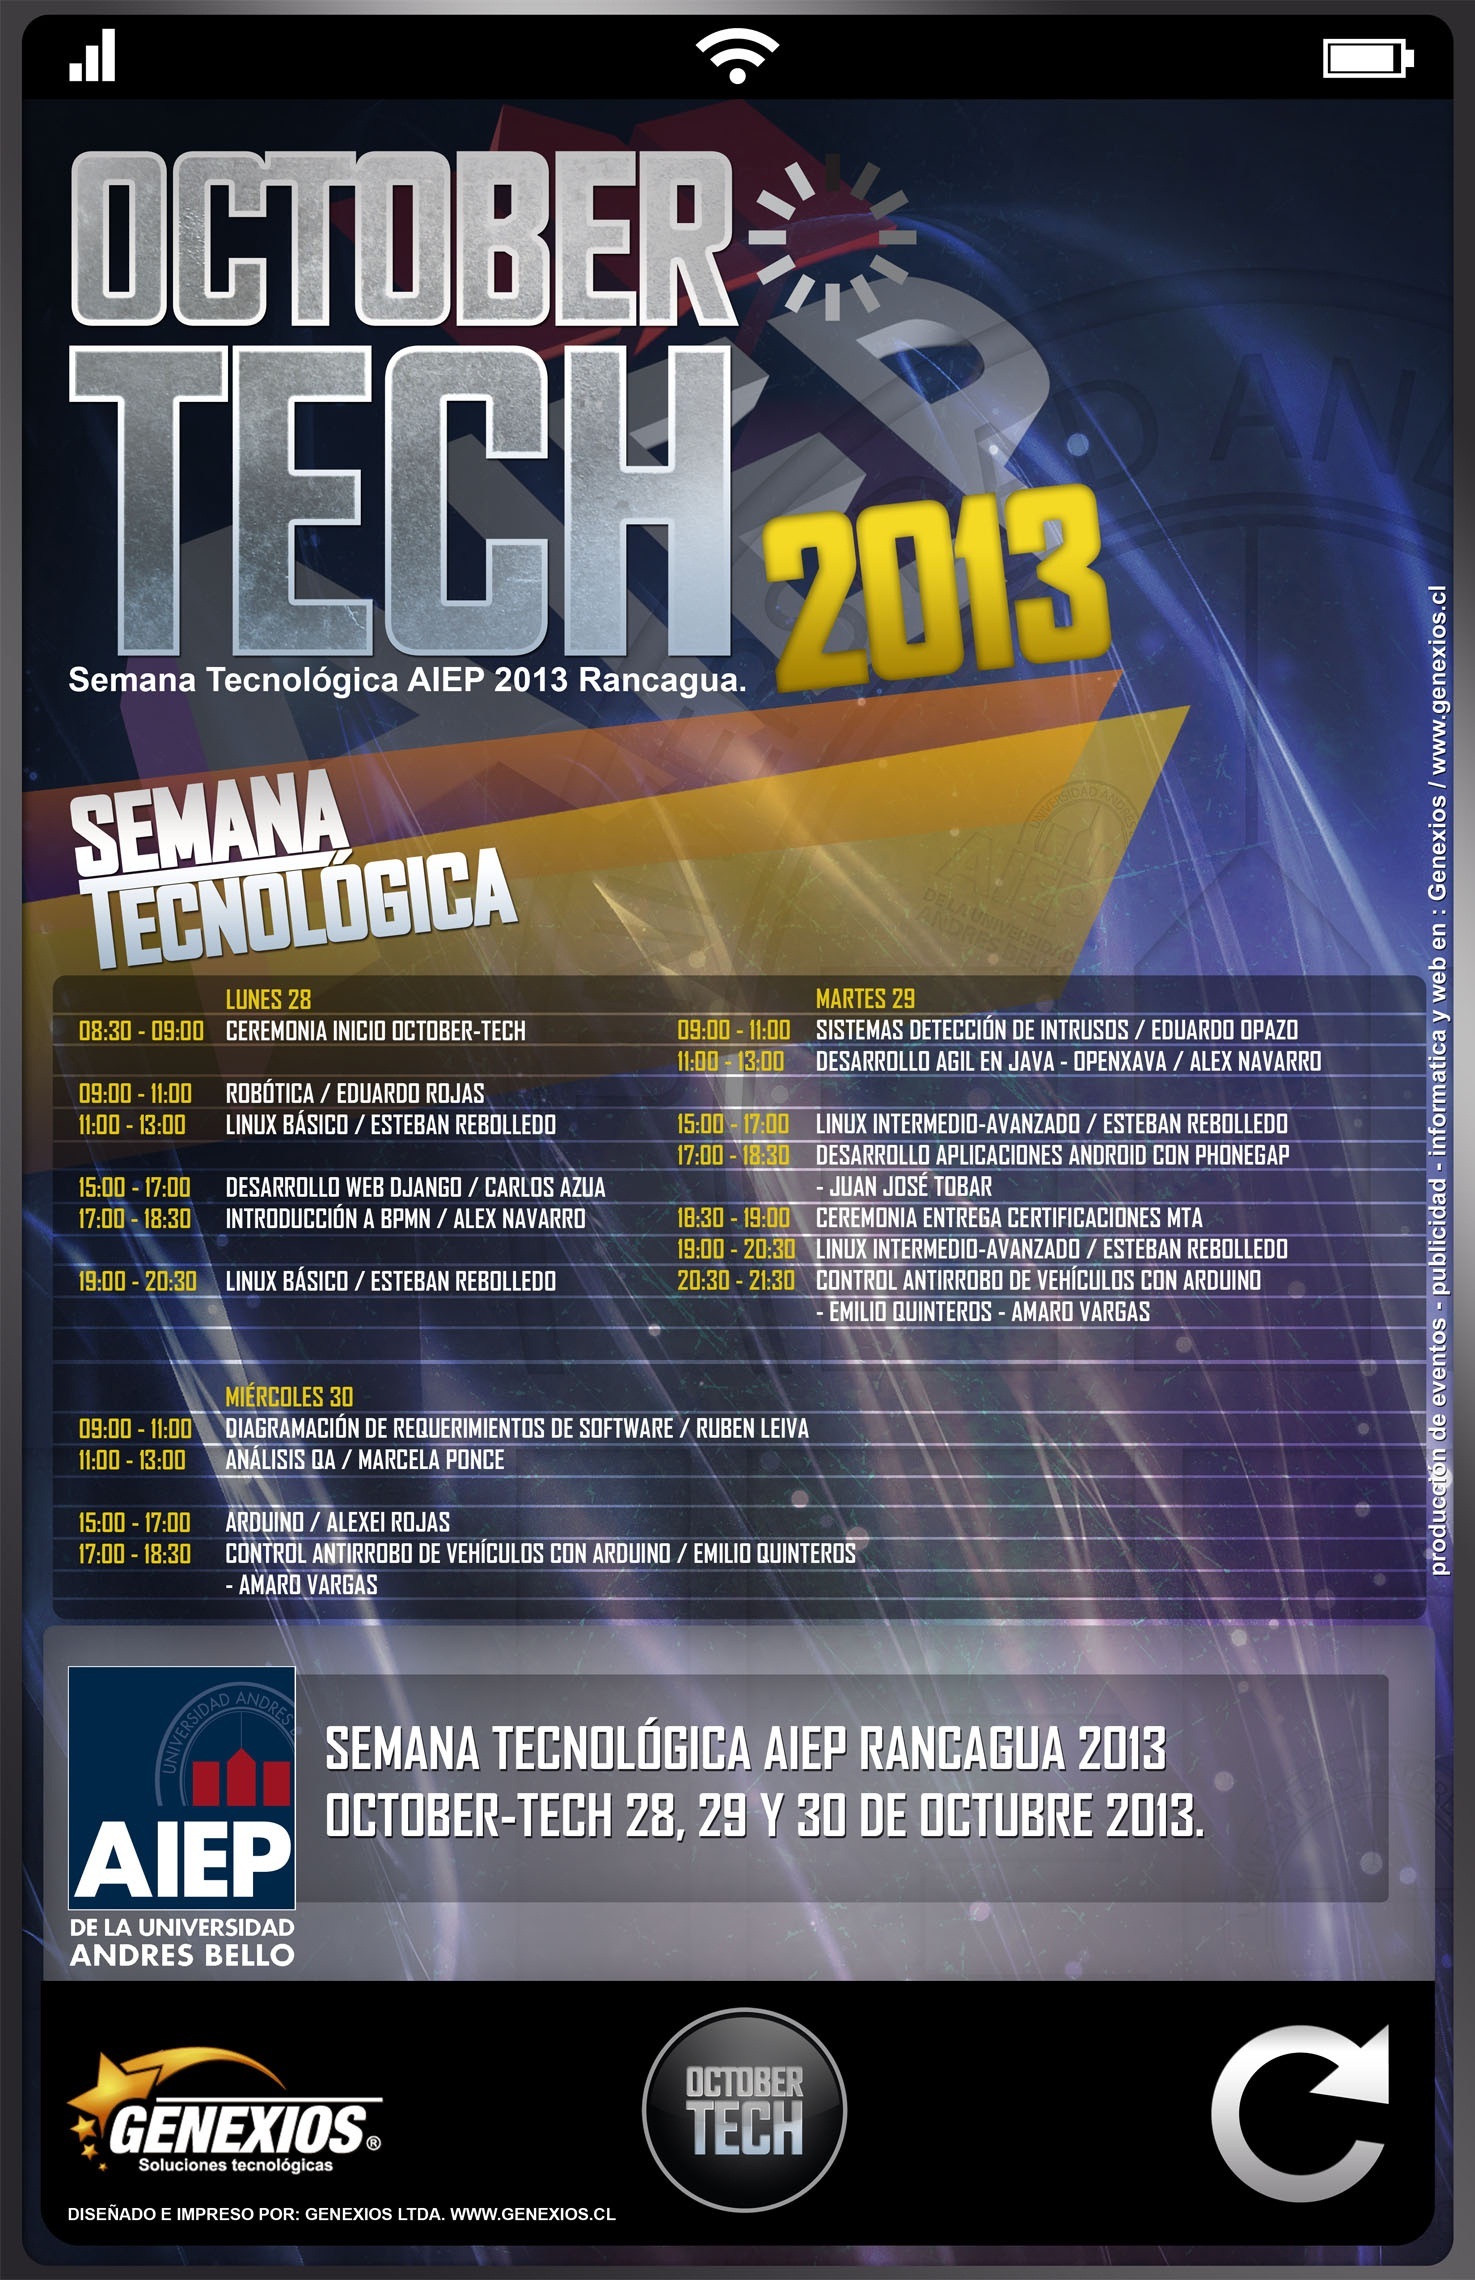 OCTOBER
TECH
2013
Semana Tecnológica AIEP 2013 Rancagua.
SEMANA
TECNOLÓGICA
LUNES 28
08:30 - 09:00 CEREMONIA INICIO OCTOBER-TECH
09:00 - 11:00 ROBÓTICA / EDUARDO ROJAS
11:00 - 13:00 LINUX BÁSICO / ESTEBAN REBOLLEDO
15:00 - 17:00 DESARROLLO WEB DJANGO / CARLOS AZUA
17:00 - 18:30 INTRODUCCIÓN A BPMN / ALEX NAVARRO
19:00 - 20:30 LINUX BÁSICO / ESTEBAN REBOLLEDO
MARTES 29
09:00 - 11:00 SISTEMAS DETECCIÓN DE INTRUSOS / EDUARDO OPAZO
11:00 - 13:00 DESARROLLO AGIL EN JAVA - OPENXAVA / ALEX NAVARRO
15:00 - 17:00 LINUX INTERMEDIO-AVANZADO / ESTEBAN REBOLLEDO
17:00 - 18:30 DESARROLLO APLICACIONES ANDROID CON PHONEGAP
- JUAN JOSÉ TOBAR
18:30 - 19:00 CEREMONIA ENTREGA CERTIFICACIONES MTA
19:00 - 20:30 LINUX INTERMEDIO-AVANZADO / ESTEBAN REBOLLEDO
20:30 - 21:30 CONTROL ANTIRROBO DE VEHÍCULOS CON ARDUINO
- EMILIO QUINTEROS - AMARO VARGAS
MIÉRCOLES 30
09:00 - 11:00 DIAGRAMACIÓN DE REQUERIMIENTOS DE SOFTWARE / RUBEN LEIVA
11:00 - 13:00 ANÁLISIS QA / MARCELA PONCE
15:00 - 17:00 ARDUINO / ALEXEI ROJAS
17:00 - 18:30 CONTROL ANTIRROBO DE VEHÍCULOS CON ARDUINO / EMILIO QUINTEROS
- AMARO VARGAS
producción de eventos - publicidad - informatica y web en : Genexios / www.genexios.cl
UNIVERSIDAD ANDRES
AIEP
DE LA UNIVERSIDAD
ANDRES BELLO
SEMANA TECNOLÓGICA AIEP RANCAGUA 2013
OCTOBER-TECH 28, 29 Y 30 DE OCTUBRE 2013.
GENEXIOS®
Soluciones tecnológicas
OCTOBER
TECH
DISEÑADO E IMPRESO POR: GENEXIOS LTDA. WWW.GENEXIOS.CL